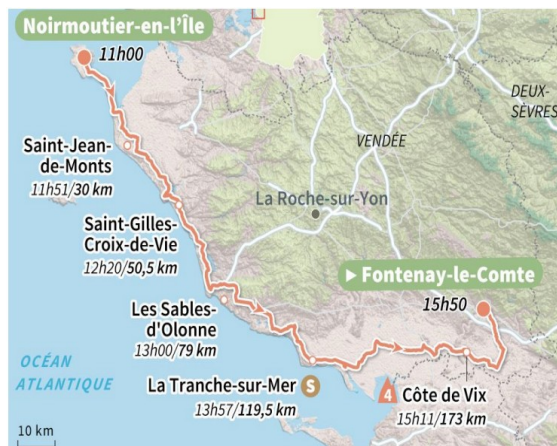 Noirmoutier-en-l'Île
11h00
DEUX-
SÈVRES
VENDÉE
Saint-Jean-
de-Monts
11h51/30 km
La Roche-sur-Yon
Saint-Gilles-
Croix-de-Vie
12h20/50,5 km
▸ Fontenay-le-Comte
15h50
Les Sables-
d'Olonne
13h00/79 km
OCÉAN
ATLANTIQUE
La Tranche-sur-Mer S
13h57/119,5 km
4 Côte de Vix
15h11/173 km
10 km